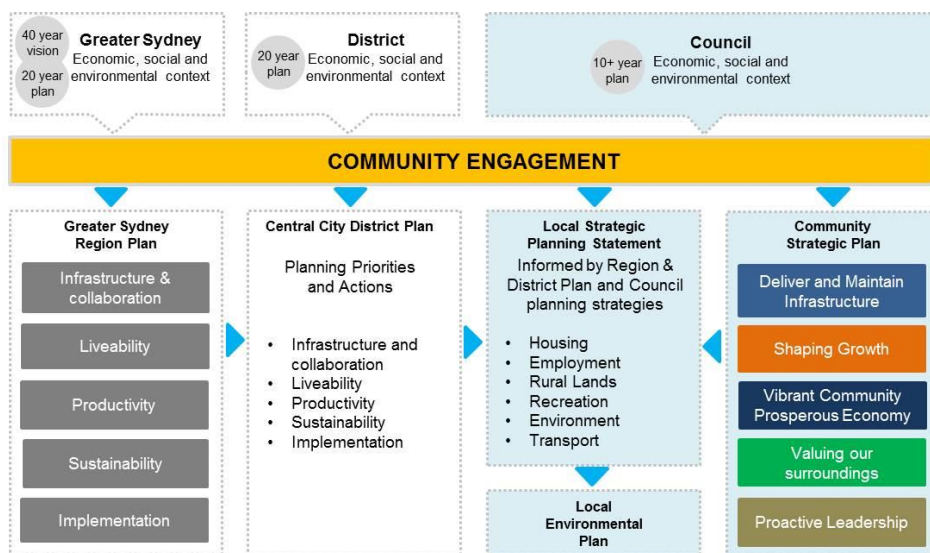 40 year
vision
20 year
plan
Greater Sydney
Economic, social and
environmental context
20 year
plan
District
Economic, social and
environmental context
10+ year
plan
Council
Economic, social and
environmental context
COMMUNITY ENGAGEMENT
Greater Sydney
Region Plan
Infrastructure &
collaboration
Liveability
Productivity
Sustainability
Implementation
Central City District Plan
Planning Priorities
and Actions
• Infrastructure and
collaboration
• Liveability
• Productivity
• Sustainability
• Implementation
Local Strategic
Planning Statement
Informed by Region &
District Plan and Council
planning strategies
• Housing
• Employment
• Rural Lands
• Recreation
• Environment
• Transport
Local
Environmental
Plan
Community
Strategic Plan
Deliver and Maintain
Infrastructure
Shaping Growth
Vibrant Community
Prosperous Economy
Valuing our
surroundings
Proactive Leadership